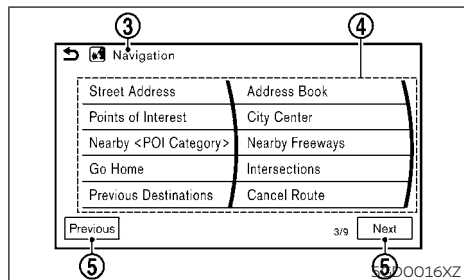 ③ ④
Navigation
Street Address Address Book
Points of Interest City Center
Nearby <POI Category> Nearby Freeways
Go Home Intersections
Previous Destinations Cancel Route
Previous 3/9 Next
⑤ ⑤